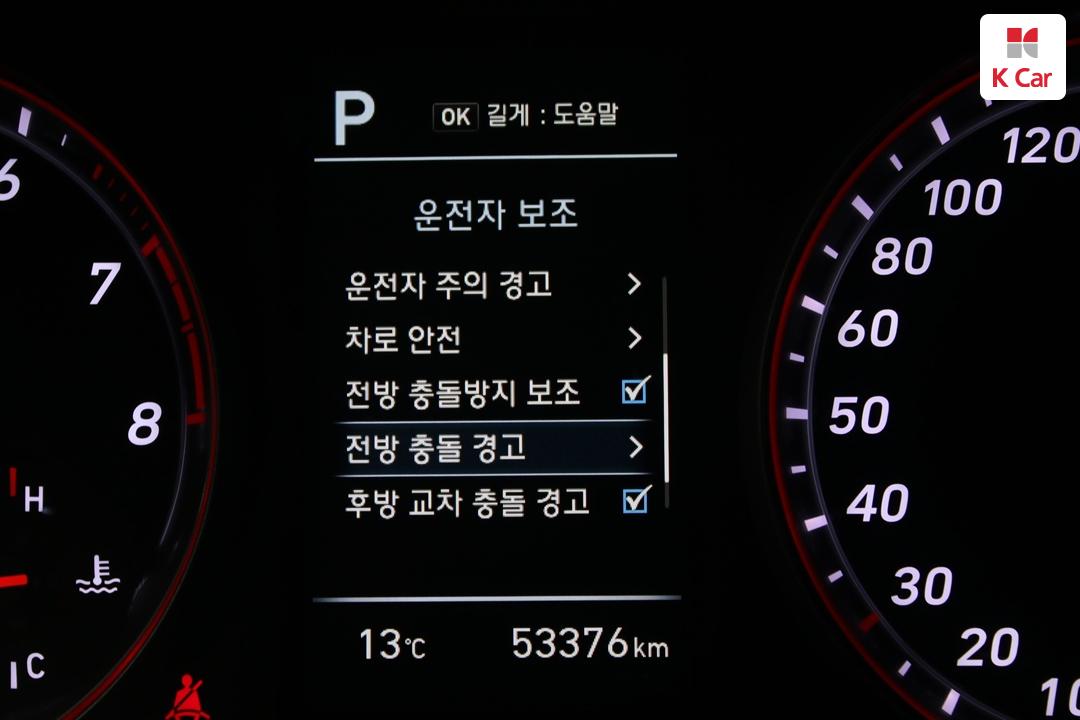 K Car
P
OK 길게 : 도움말
운전자 보조
운전자 주의 경고
차로 안전
전방 충돌방지 보조
전방 충돌 경고
후방 교차 충돌 경고
13℃ 53376km
6
7
8
H
C
120
100
80
60
50
40
30
20
10